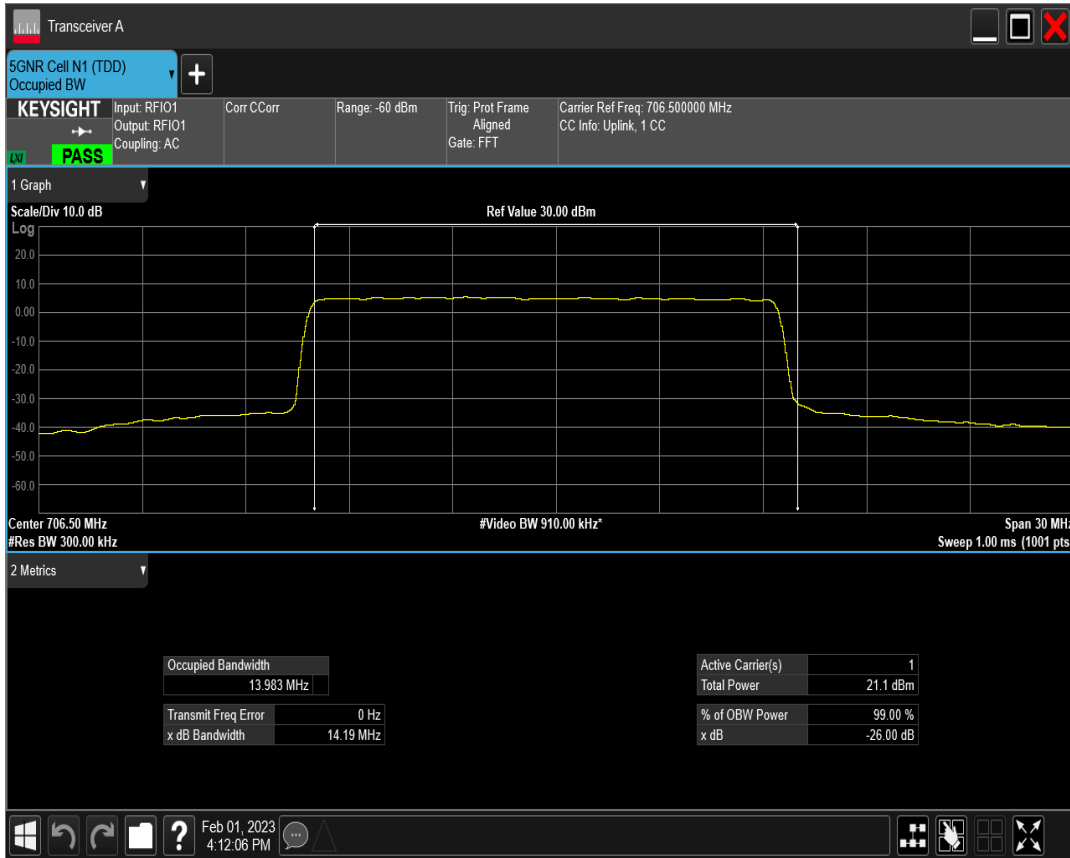 Transceiver A
5GNR Cell N1 (TDD)
Occupied BW
KEYSIGHT
LXI
PASS
Input: RFIO1
Output: RFIO1
Coupling: AC
Corr CCorr
Range: -60 dBm
Trig: Prot Frame
Aligned
Gate: FFT
Carrier Ref Freq: 706.500000 MHz
CC Info: Uplink, 1 CC
1 Graph
Scale/Div 10.0 dB
Ref Value 30.00 dBm
Log
20.0
10.0
0.00
-10.0
-20.0
-30.0
-40.0
-50.0
-60.0
Center 706.50 MHz
#Video BW 910.00 kHz*
Span 30 MHz
#Res BW 300.00 kHz
Sweep 1.00 ms (1001 pts
2 Metrics
Occupied Bandwidth
13.983 MHz
Transmit Freq Error 0 Hz
x dB Bandwidth 14.19 MHz
Active Carrier(s) 1
Total Power 21.1 dBm
% of OBW Power 99.00 %
x dB -26.00 dB
?
Feb 01, 2023
4:12:06 PM